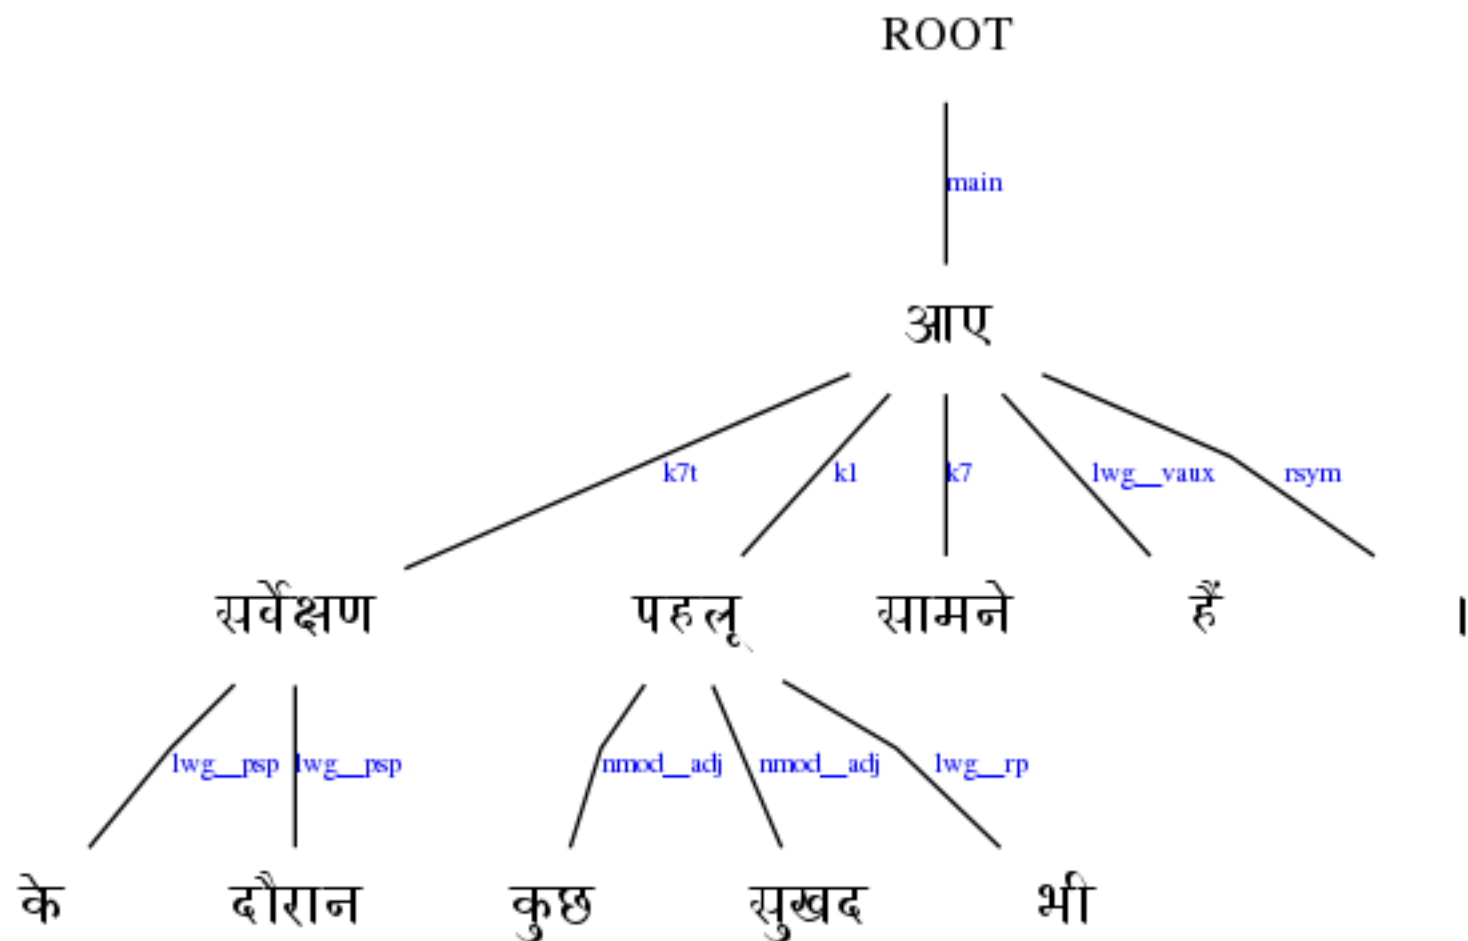 ROOT
main
आए
k7t k1 k7 lwg__vaux rsym
सर्वेक्षण पहलू सामने हैं ।
lwg__psp lwg__psp nmod__adj nmod__adj lwg__rp
के दौरान कुछ सुखद भी